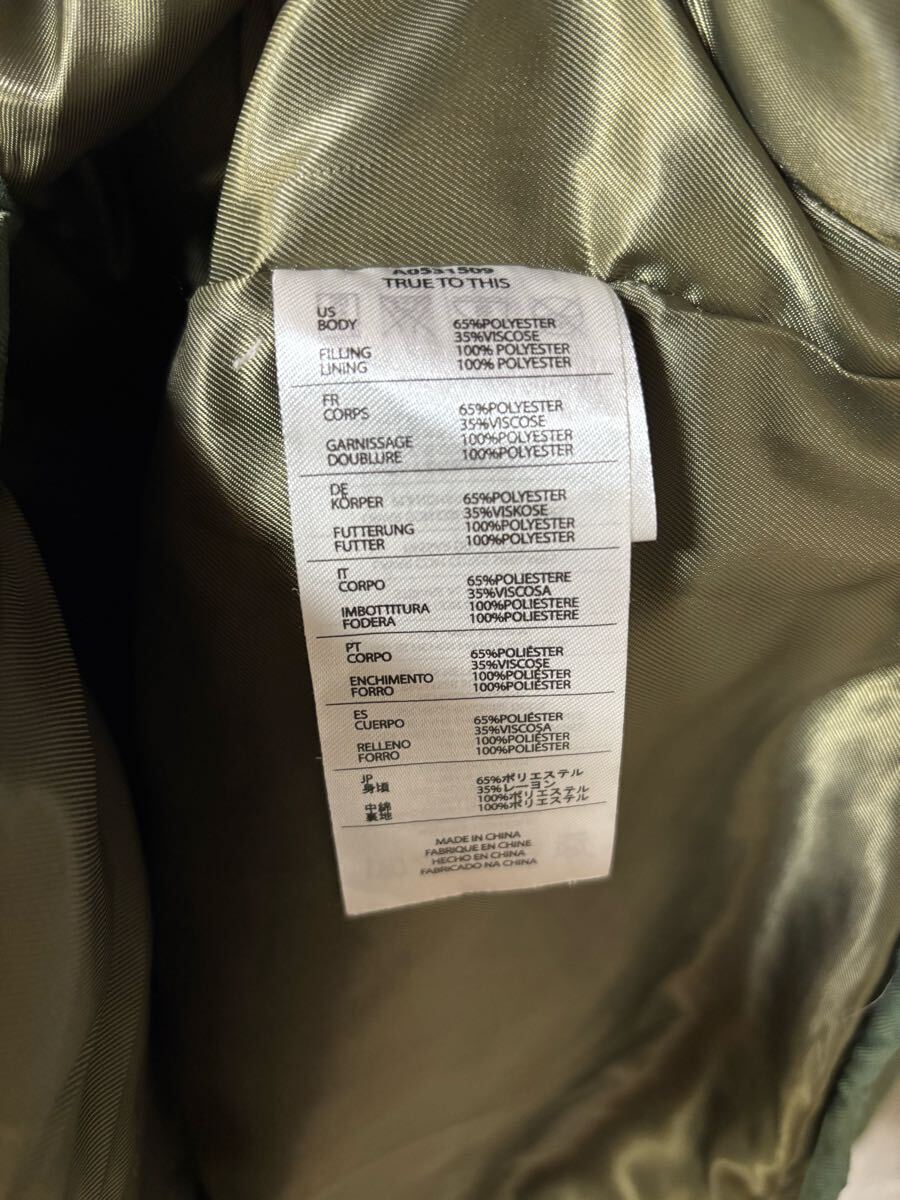 A0531509
TRUE TO THIS
US
BODY 65%POLYESTER
35%VISCOSE
FILLING 100% POLYESTER
LINING 100% POLYESTER
FR
CORPS 65%POLYESTER
35%VISCOSE
GARNISSAGE 100%POLYESTER
DOUBLURE 100%POLYESTER
DE
KÖRPER 65%POLYESTER
35%VISKOSE
FUTTERUNG 100%POLYESTER
FUTTER 100%POLYESTER
IT
CORPO 65%POLIESTERE
35%VISCOSA
IMBOTTITURA 100%POLIESTERE
FODERA 100%POLIESTERE
PT
CORPO 65%POLIÉSTER
35%VISCOSE
ENCHIMENTO 100%POLIÉSTER
FORRO 100%POLIÉSTER
ES
CUERPO 65%POLIÉSTER
35%VISCOSA
RELLENO 100%POLIÉSTER
FORRO 100%POLIÉSTER
JP
身頃 65%ポリエステル
35%レーヨン
中綿 100%ポリエステル
裏地 100%ポリエステル
MADE IN CHINA
FABRIQUE EN CHINE
HECHO EN CHINA
FABRICADO NA CHINA